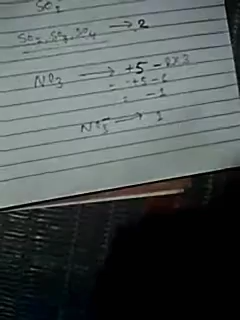 SO2
SO2, SO3, SO4 → 2
NO3 → +5 - 2×3
+5 - 6
: -1
NO3⁻ → 1